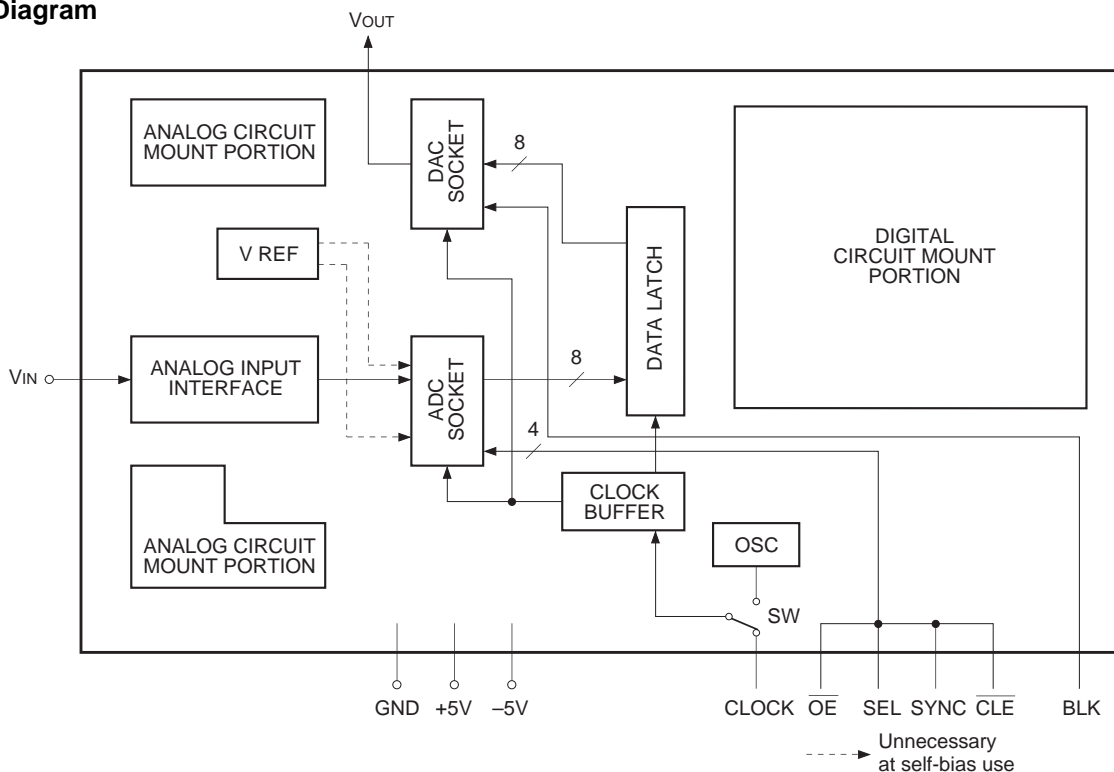 Diagram
VOUT
ANALOG CIRCUIT
MOUNT PORTION
DAC
SOCKET
8
V REF
DATA LATCH
DIGITAL
CIRCUIT MOUNT
PORTION
VIN
ANALOG INPUT
INTERFACE
ADC
SOCKET
8
4
CLOCK
BUFFER
ANALOG CIRCUIT
MOUNT PORTION
OSC
SW
GND +5V –5V CLOCK OE SEL SYNC CLE BLK
Unnecessary
at self-bias use